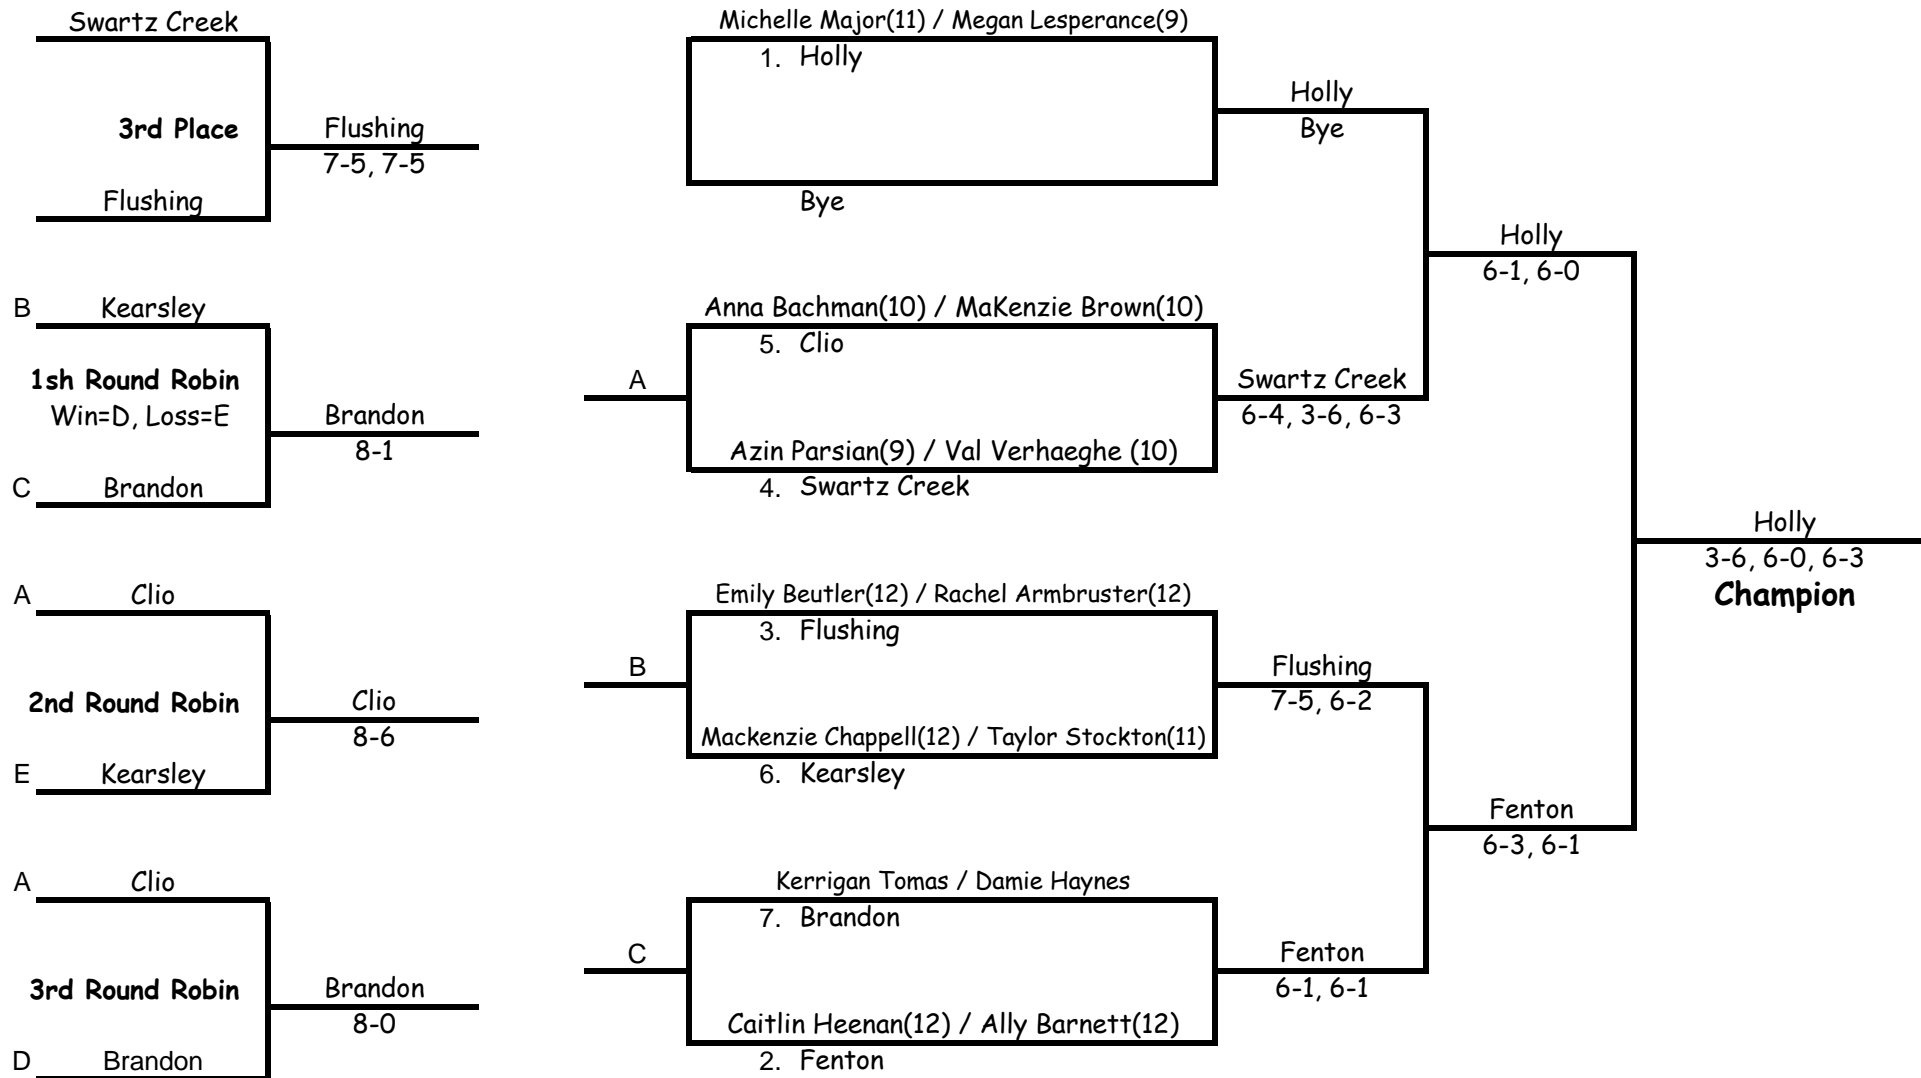 Swartz Creek
3rd Place
Flushing
7-5, 7-5
Flushing
B Kearsley
1sh Round Robin
Win=D, Loss=E
Brandon
8-1
C Brandon
A Clio
2nd Round Robin
Clio
8-6
E Kearsley
A Clio
3rd Round Robin
Brandon
8-0
D Brandon
Michelle Major(11) / Megan Lesperance(9)
1. Holly
Bye
Holly
Bye
Anna Bachman(10) / MaKenzie Brown(10)
5. Clio
A
Azin Parsian(9) / Val Verhaeghe (10)
4. Swartz Creek
Swartz Creek
6-4, 3-6, 6-3
Holly
6-1, 6-0
Emily Beutler(12) / Rachel Armbruster(12)
3. Flushing
B
Mackenzie Chappell(12) / Taylor Stockton(11)
6. Kearsley
Flushing
7-5, 6-2
Kerrigan Tomas / Damie Haynes
7. Brandon
C
Caitlin Heenan(12) / Ally Barnett(12)
2. Fenton
Fenton
6-1, 6-1
Fenton
6-3, 6-1
Holly
3-6, 6-0, 6-3
Champion